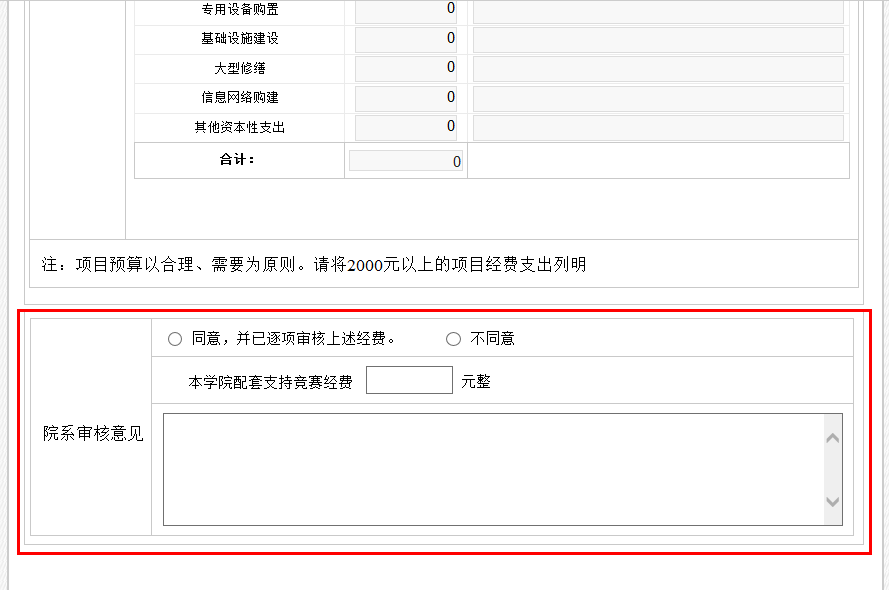 专用设备购置 0
基础设施建设 0
大型修缮 0
信息网络购建 0
其他资本性支出 0
合计： 0
注：项目预算以合理、需要为原则。请将2000元以上的项目经费支出列明
同意，并已逐项审核上述经费。 不同意
本学院配套支持竞赛经费 元整
院系审核意见